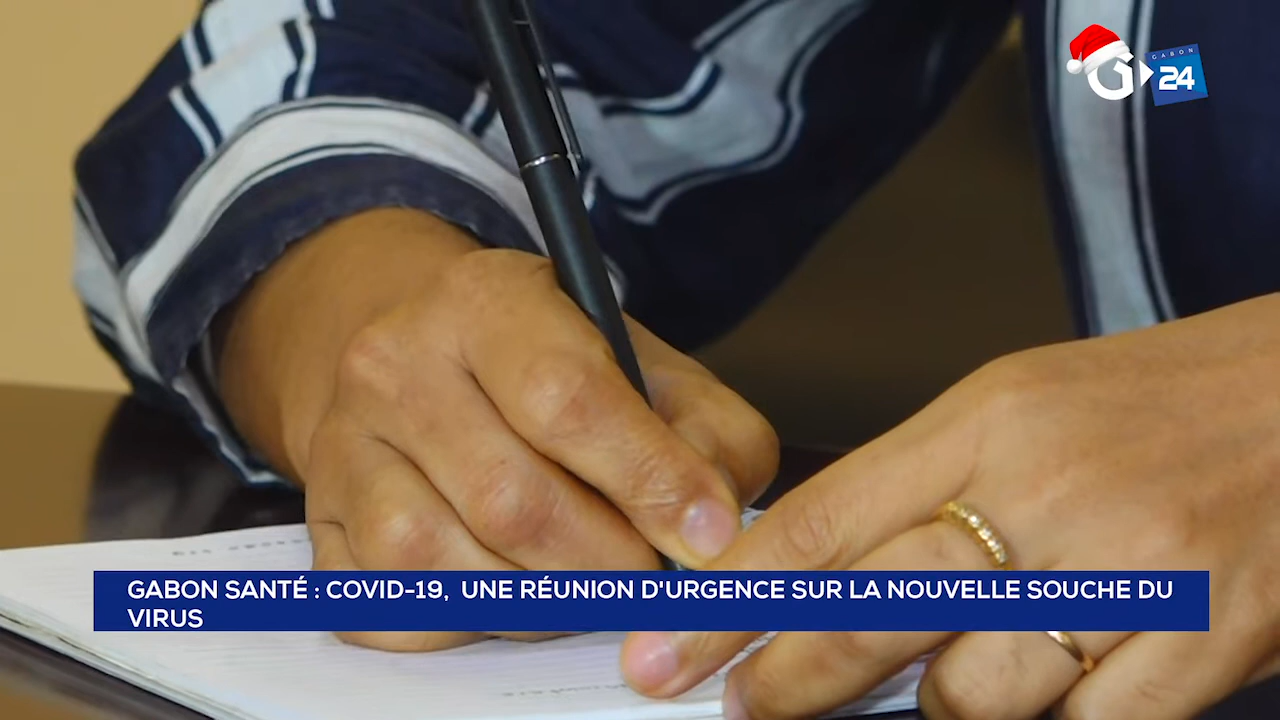 G
GABON
24
GABON SANTÉ : COVID-19, UNE RÉUNION D'URGENCE SUR LA NOUVELLE SOUCHE DU
VIRUS